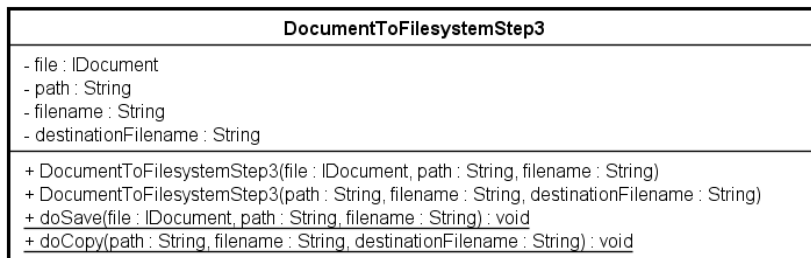 DocumentToFilesystemStep3
- file : IDocument
- path : String
- filename : String
- destinationFilename : String
+ DocumentToFilesystemStep3(file : IDocument, path : String, filename : String)
+ DocumentToFilesystemStep3(path : String, filename : String, destinationFilename : String)
+ doSave(file : IDocument, path : String, filename : String) : void
+ doCopy(path : String, filename : String, destinationFilename : String) : void